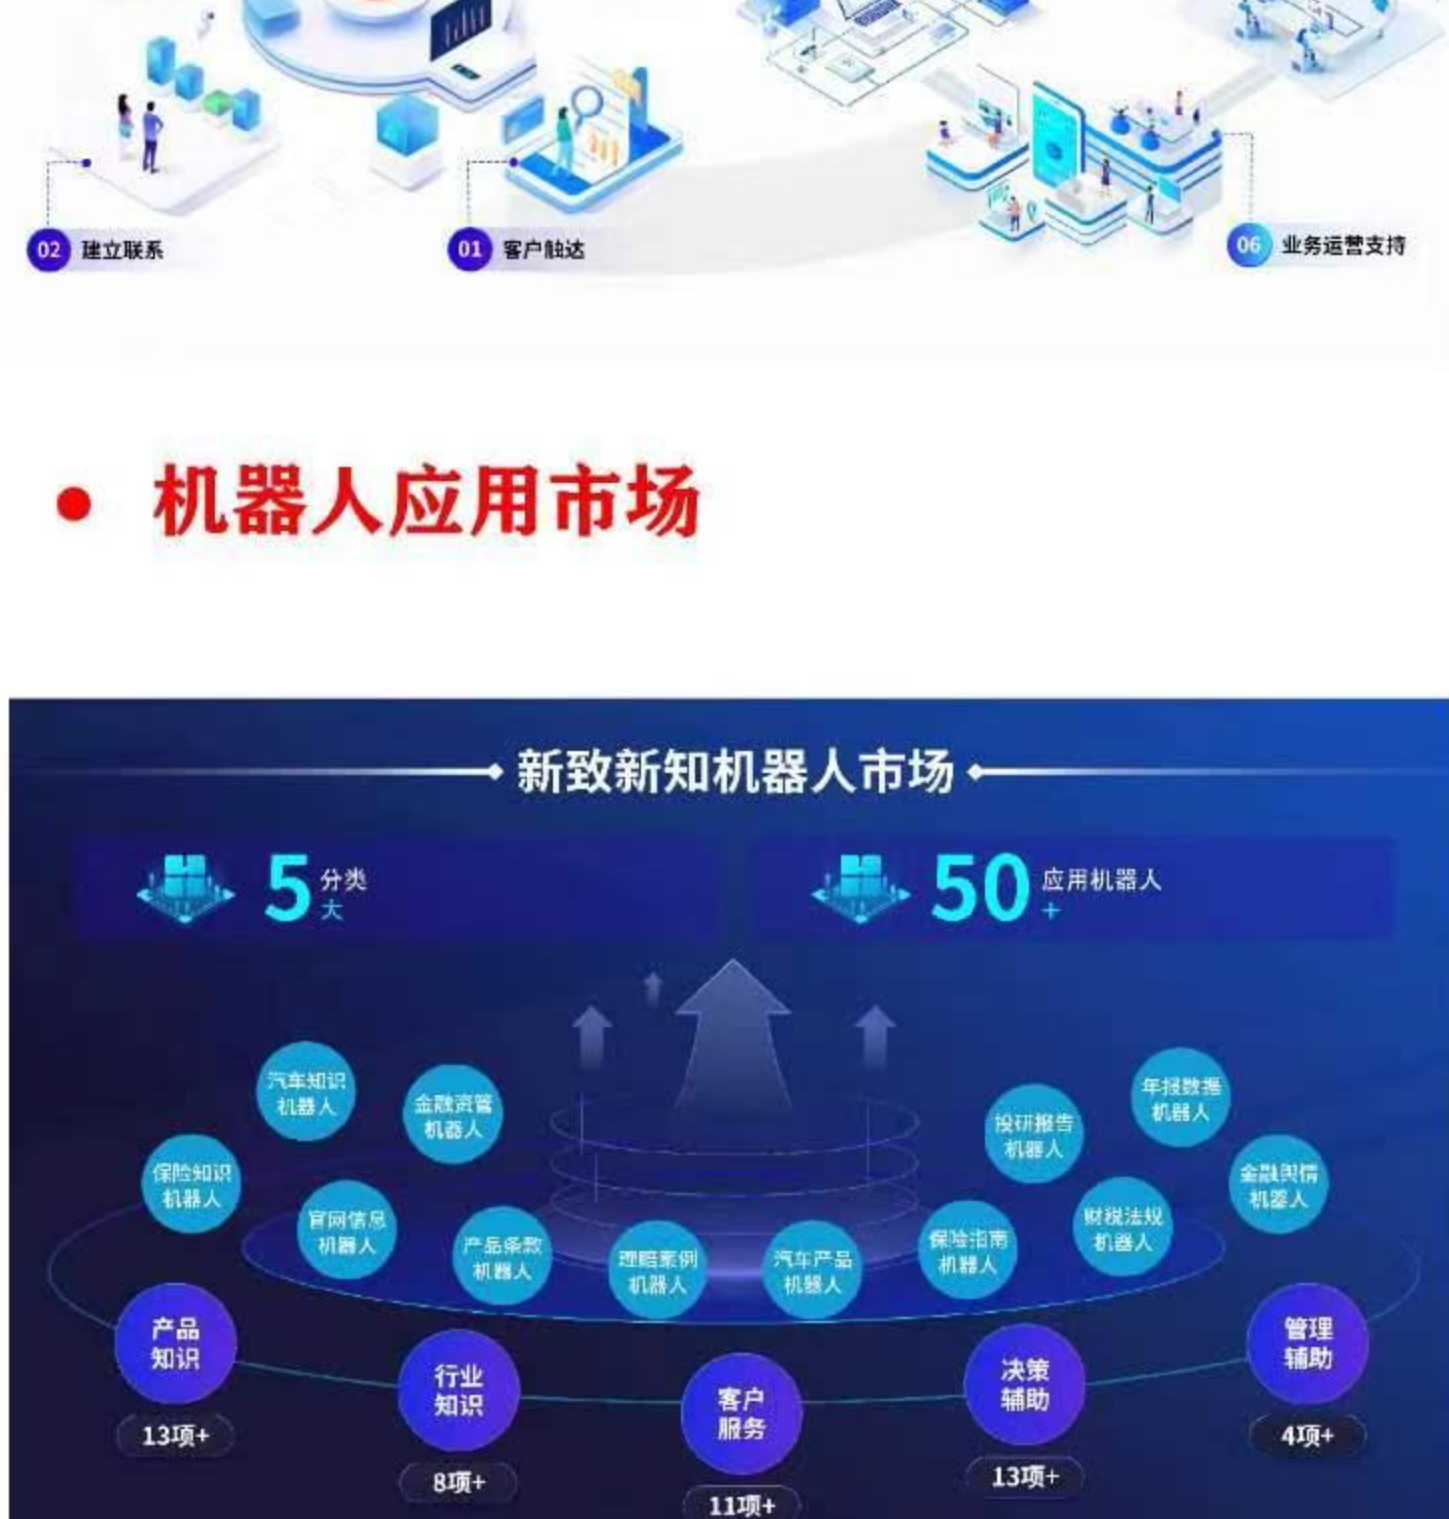 02 建立联系
01 客户触达
06 业务运营支持
• 机器人应用市场
新致新知机器人市场
5 分类
大
50 应用机器人
+
汽车知识
机器人
金融资管
机器人
投研报告
机器人
年报数据
机器人
保险知识
机器人
官网信息
机器人
产品条款
机器人
理赔案例
机器人
汽车产品
机器人
保险指南
机器人
财税法规
机器人
金融舆情
机器人
产品
知识
13项+
行业
知识
8项+
客户
服务
11项+
决策
辅助
13项+
管理
辅助
4项+